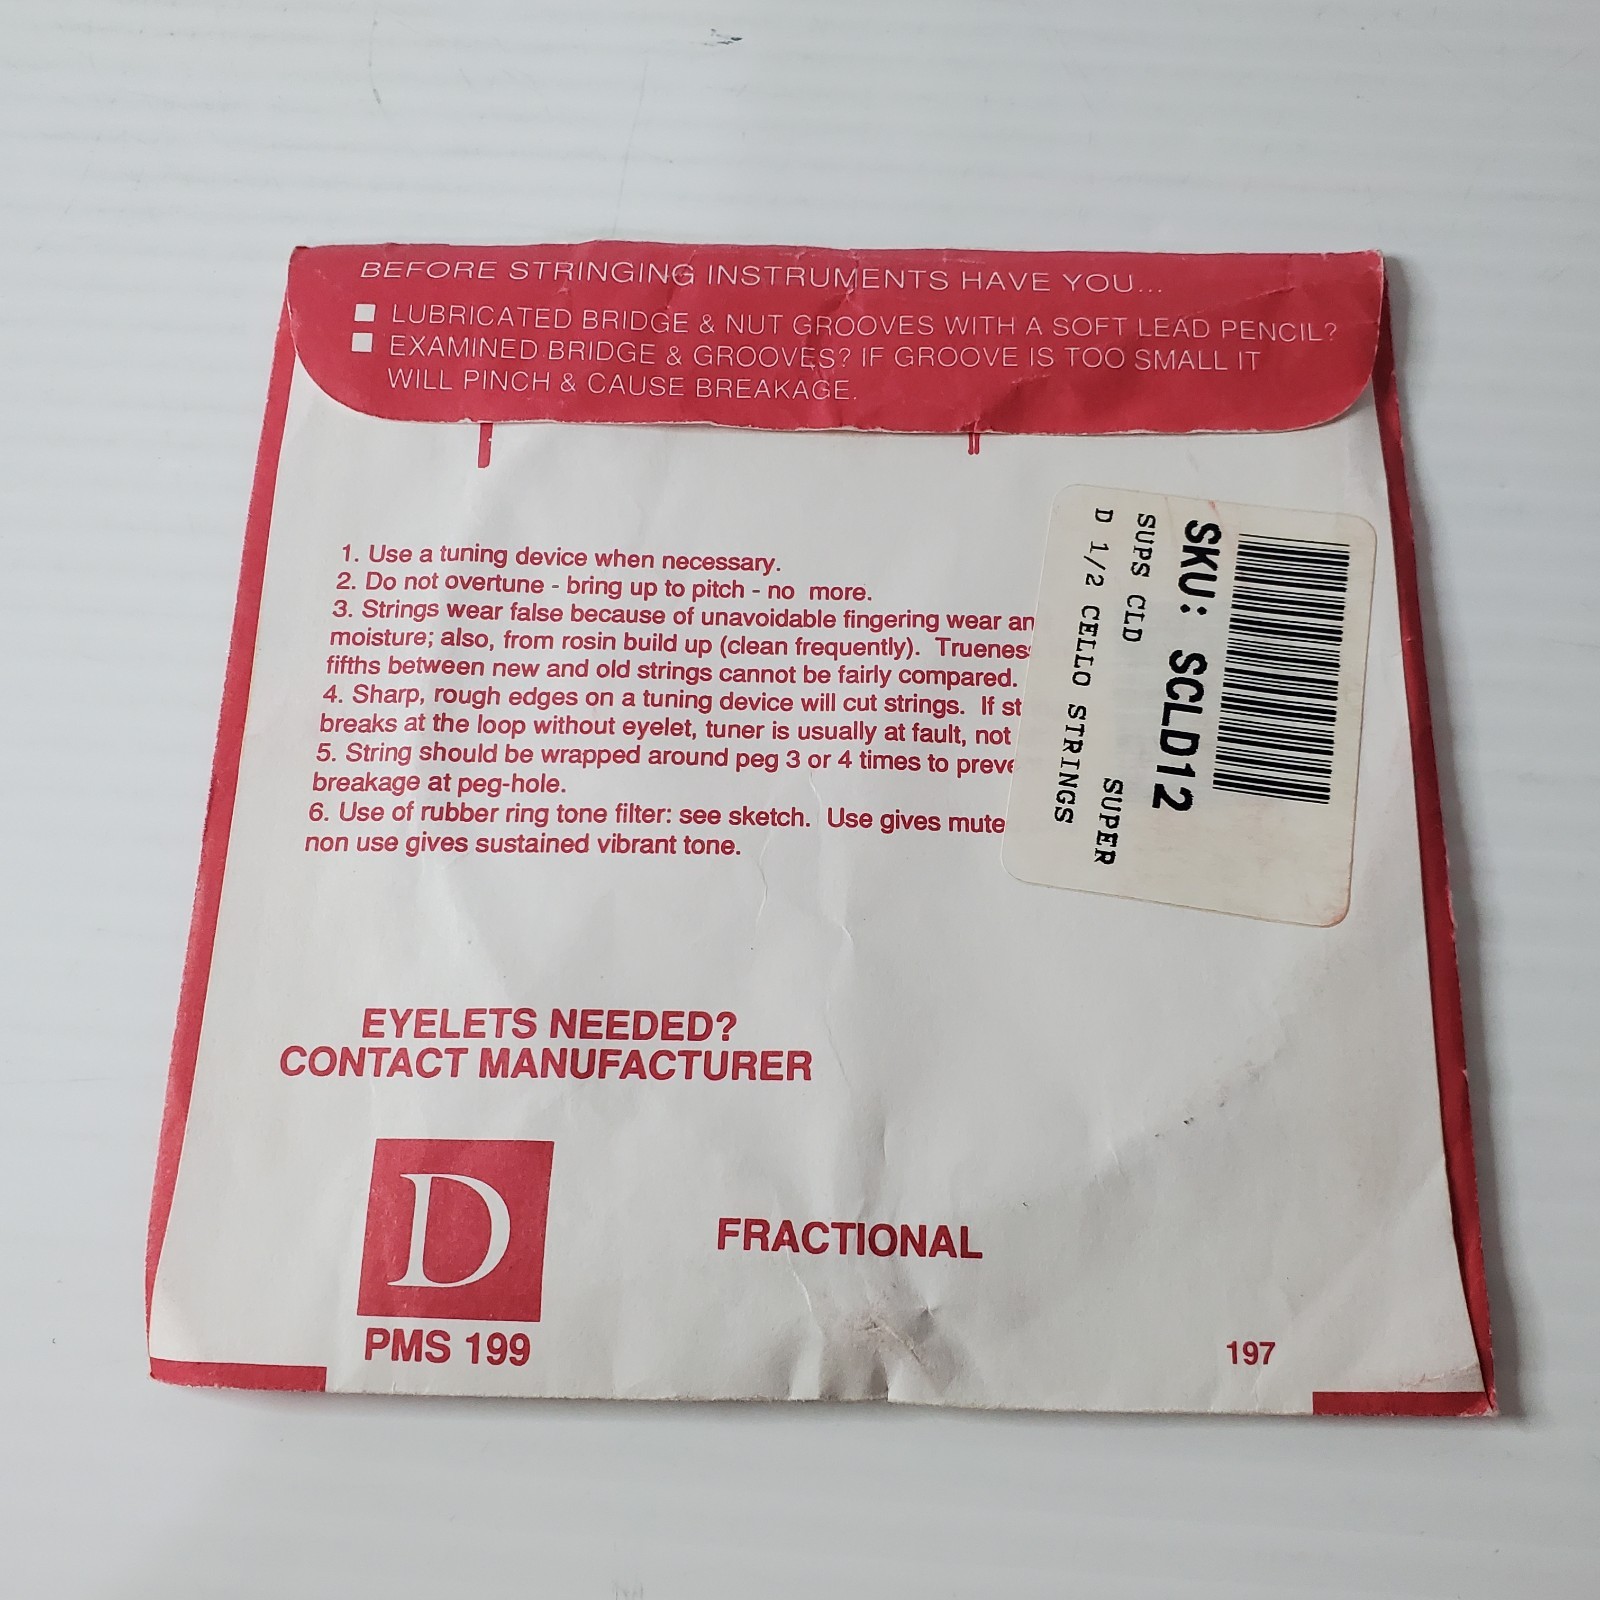 BEFORE STRINGING INSTRUMENTS HAVE YOU...
LUBRICATED BRIDGE & NUT GROOVES WITH A SOFT LEAD PENCIL?
EXAMINED BRIDGE & GROOVES? IF GROOVE IS TOO SMALL IT
WILL PINCH & CAUSE BREAKAGE.
1. Use a tuning device when necessary.
2. Do not overtune - bring up to pitch - no more.
3. Strings wear false because of unavoidable fingering wear an
moisture; also, from rosin build up (clean frequently). Truenes
fifths between new and old strings cannot be fairly compared.
4. Sharp, rough edges on a tuning device will cut strings. If st
breaks at the loop without eyelet, tuner is usually at fault, not
5. String should be wrapped around peg 3 or 4 times to preve
breakage at peg-hole.
6. Use of rubber ring tone filter: see sketch. Use gives mute
non use gives sustained vibrant tone.
SKU: SCLD12
SUPS CLD SUPER
D 1/2 CELLO STRINGS
EYELETS NEEDED?
CONTACT MANUFACTURER
D
PMS 199
FRACTIONAL
197